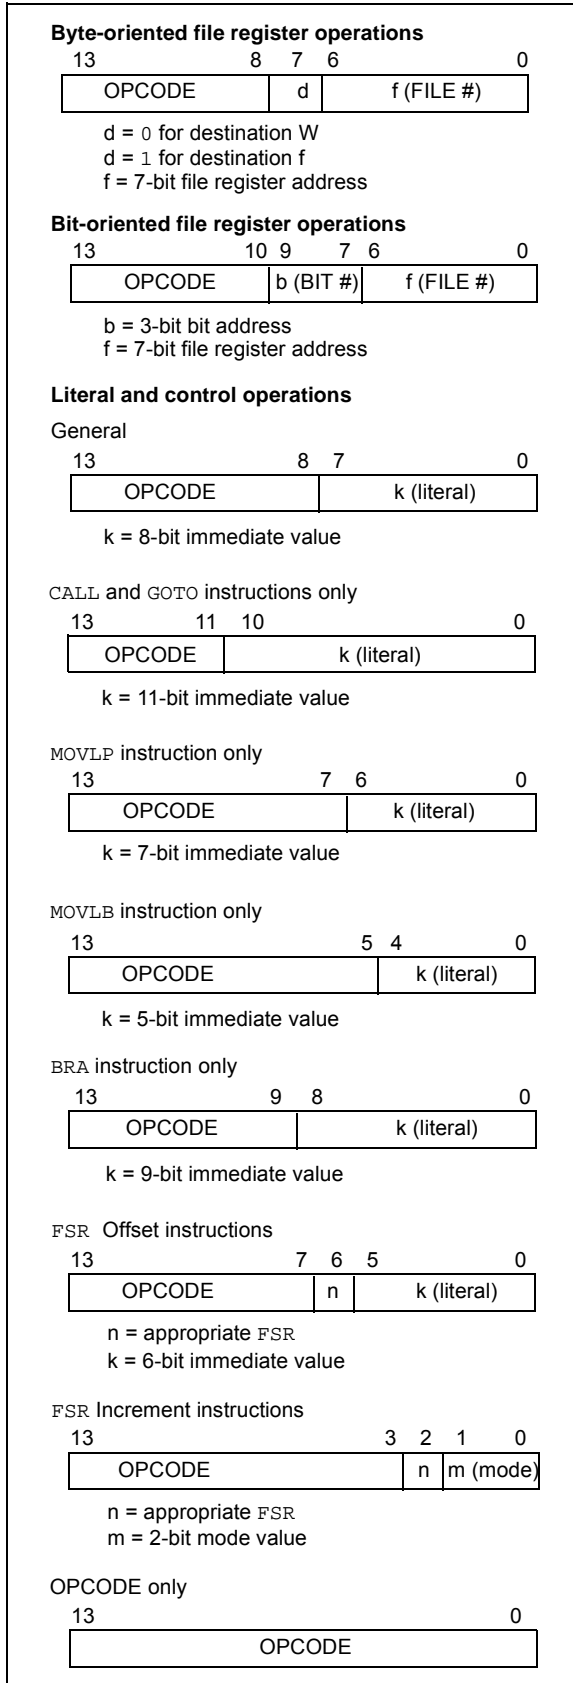 Byte-oriented file register operations
13 8 7 6 0
OPCODE d f (FILE #)
d = 0 for destination W
d = 1 for destination f
f = 7-bit file register address
Bit-oriented file register operations
13 10 9 7 6 0
OPCODE b (BIT #) f (FILE #)
b = 3-bit bit address
f = 7-bit file register address
Literal and control operations
General
13 8 7 0
OPCODE k (literal)
k = 8-bit immediate value
CALL and GOTO instructions only
13 11 10 0
OPCODE k (literal)
k = 11-bit immediate value
MOVLP instruction only
13 7 6 0
OPCODE k (literal)
k = 7-bit immediate value
MOVLB instruction only
13 5 4 0
OPCODE k (literal)
k = 5-bit immediate value
BRA instruction only
13 9 8 0
OPCODE k (literal)
k = 9-bit immediate value
FSR Offset instructions
13 7 6 5 0
OPCODE n k (literal)
n = appropriate FSR
k = 6-bit immediate value
FSR Increment instructions
13 3 2 1 0
OPCODE n m (mode)
n = appropriate FSR
m = 2-bit mode value
OPCODE only
13 0
OPCODE